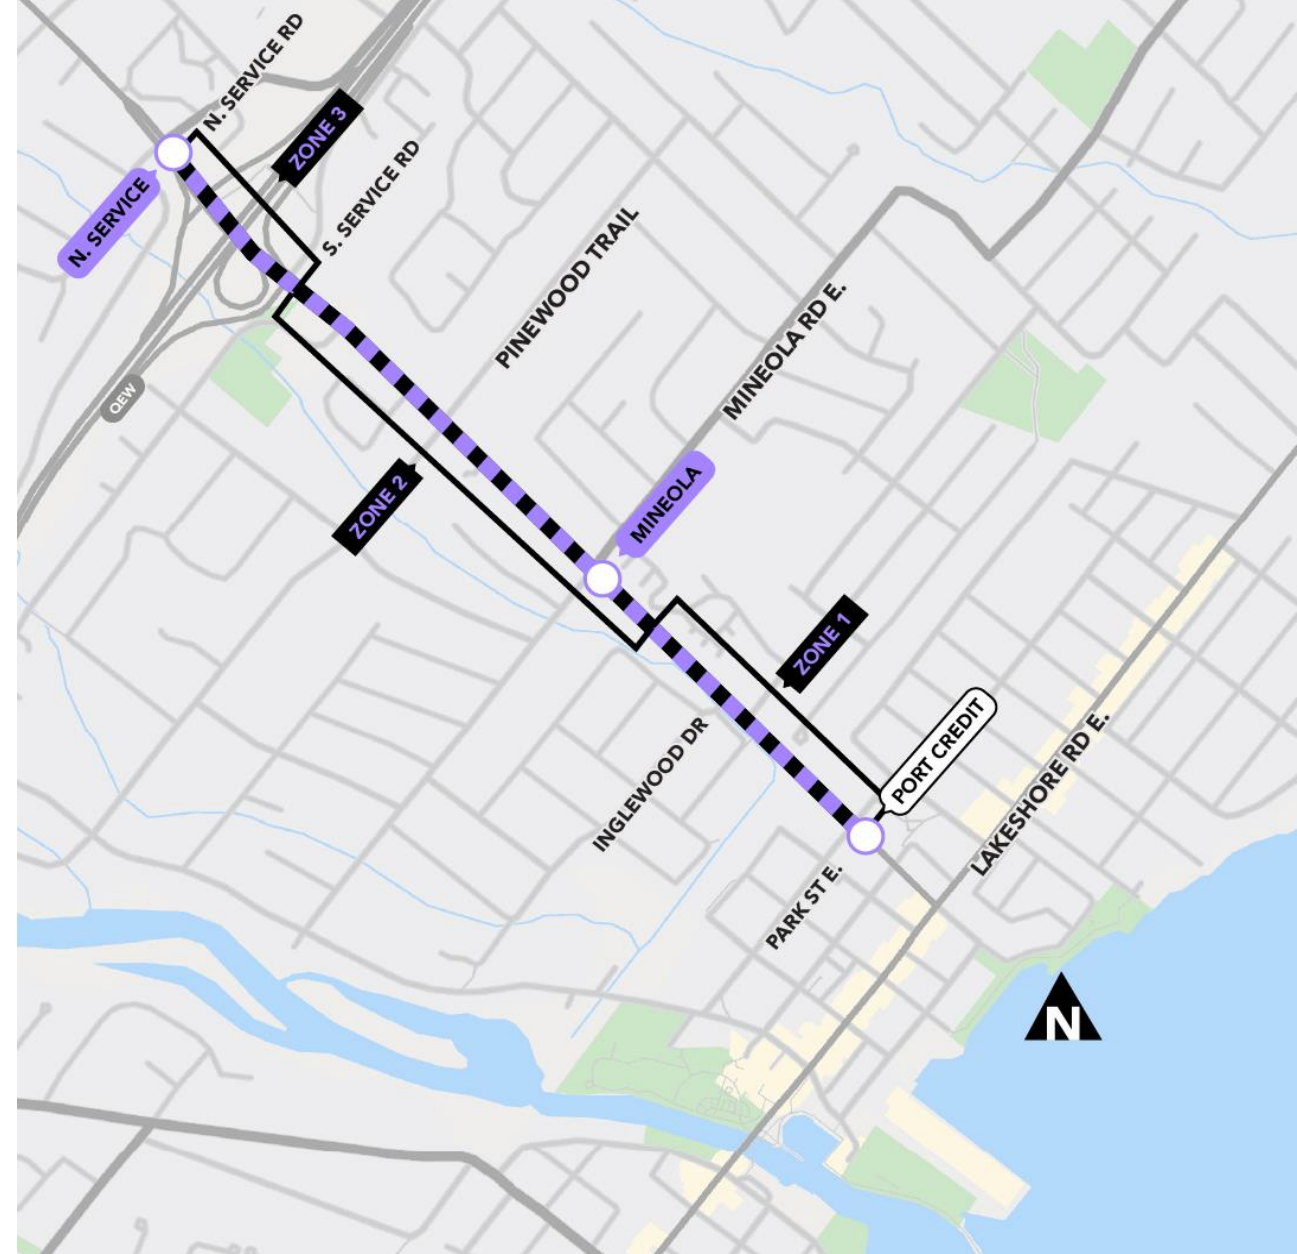 N. SERVICE RD
ZONE 3
S. SERVICE RD
N. SERVICE
PINEWOOD TRAIL
MINEOLA RD E.
QEW
ZONE 2
MINEOLA
ZONE 1
PORT CREDIT
INGLEWOOD DR
LAKESHORE RD E.
PARK ST E.
N